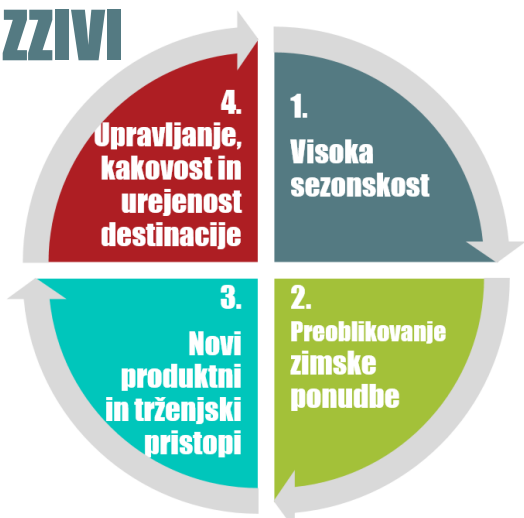 ZZIVI
1.
Visoka
sezonskost
2.
Preoblikovanje
zimske
ponudbe
3.
Novi
produktni
in trženjski
pristopi
4.
Upravljanje,
kakovost in
urejenost
destinacije